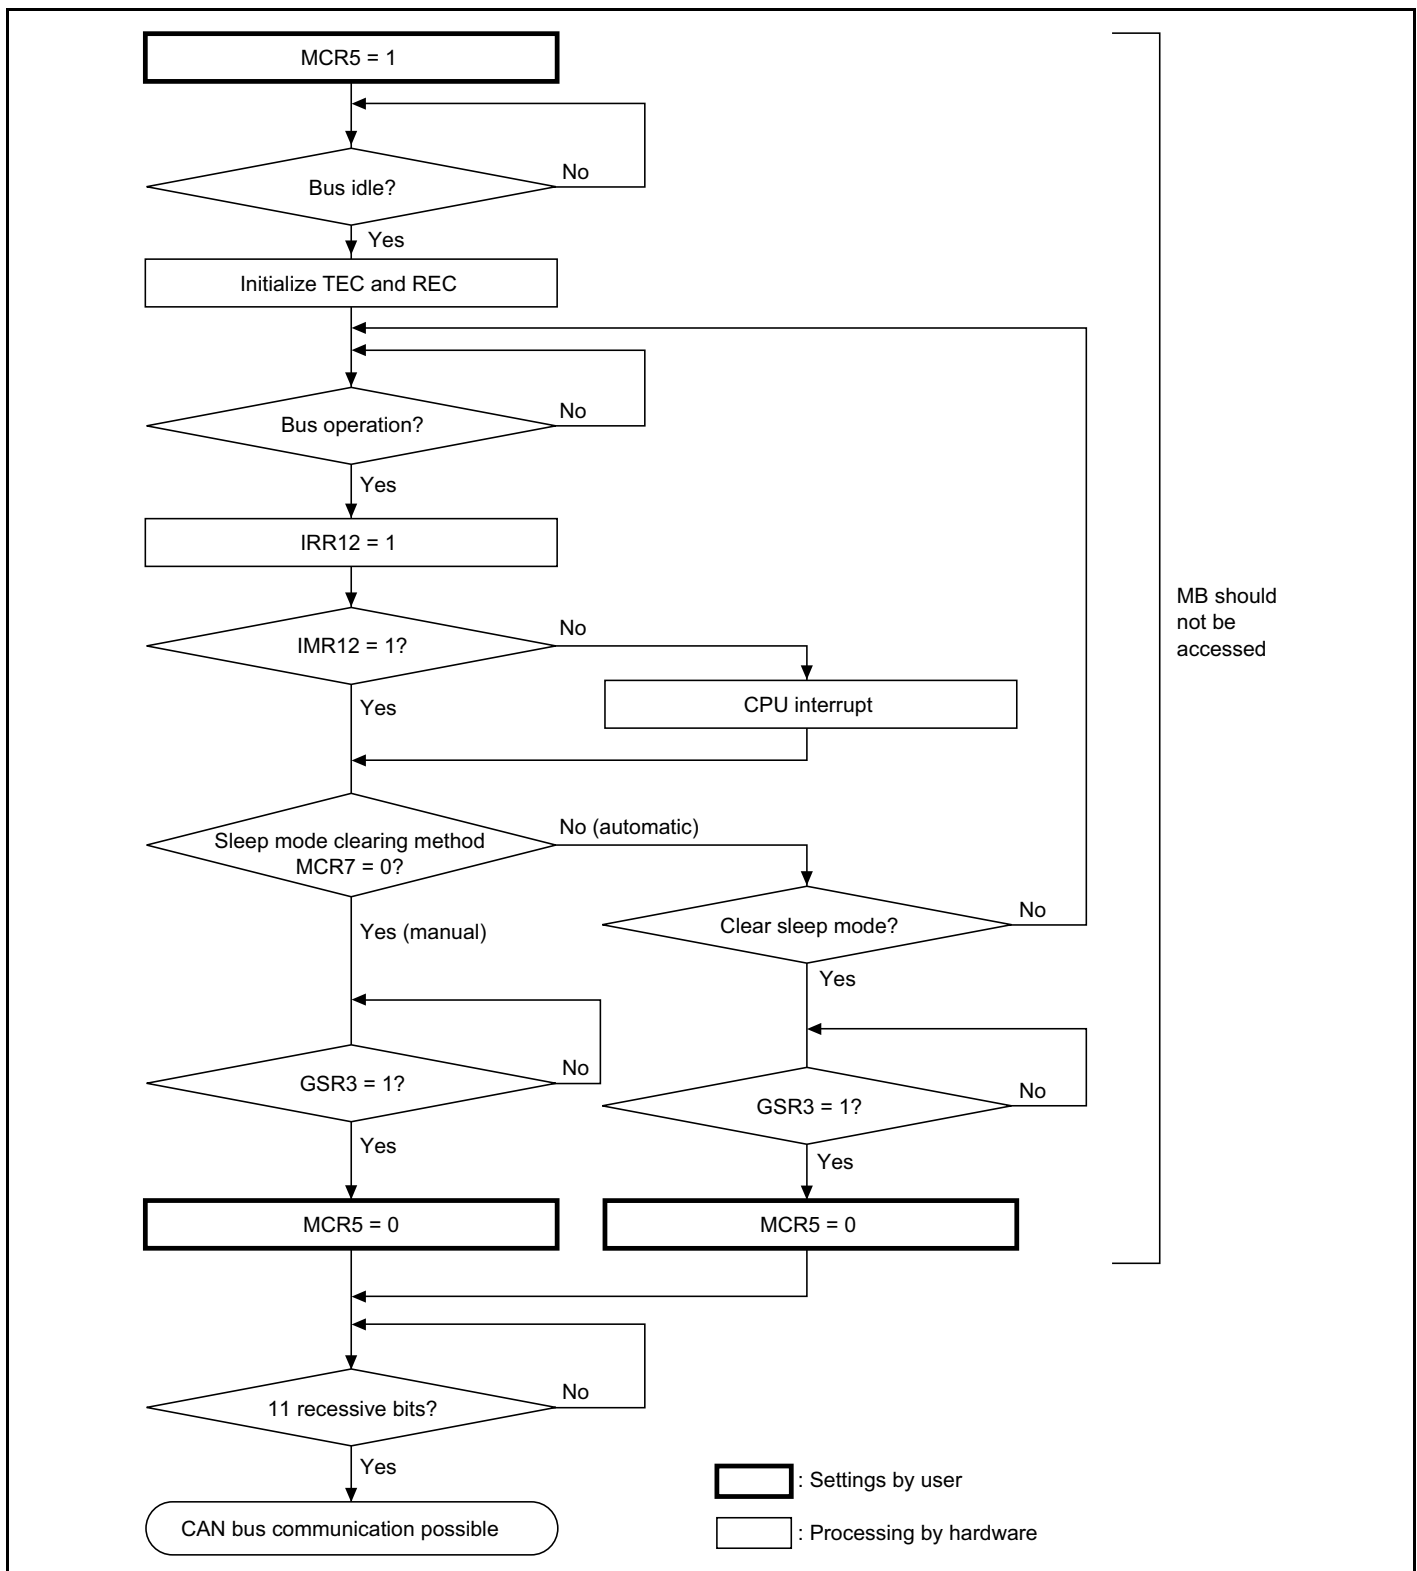 MCR5 = 1
No
Bus idle?
Yes
Initialize TEC and REC
No
Bus operation?
Yes
IRR12 = 1
MB should
not be
accessed
No
IMR12 = 1?
CPU interrupt
Yes
No (automatic)
Sleep mode clearing method
MCR7 = 0?
No
Clear sleep mode?
Yes (manual)
Yes
No
GSR3 = 1?
No
GSR3 = 1?
Yes
Yes
MCR5 = 0
MCR5 = 0
No
11 recessive bits?
Yes
: Settings by user
CAN bus communication possible
: Processing by hardware